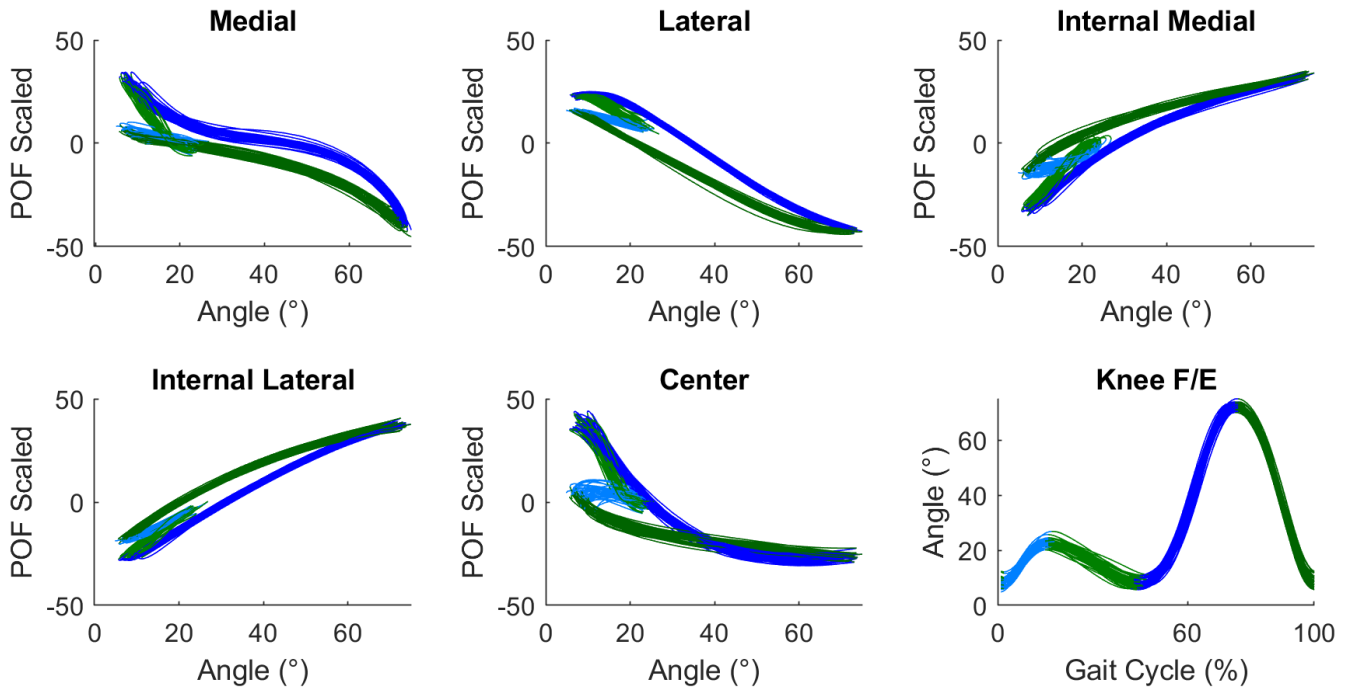 Medial
50
0
-50
POF Scaled
0 20 40 60
Angle (°)
Lateral
50
0
-50
POF Scaled
0 20 40 60
Angle (°)
Internal Medial
50
0
-50
POF Scaled
0 20 40 60
Angle (°)
Internal Lateral
50
0
-50
POF Scaled
0 20 40 60
Angle (°)
Center
50
0
-50
POF Scaled
0 20 40 60
Angle (°)
Knee F/E
60
40
20
0
Angle (°)
0 60 100
Gait Cycle (%)